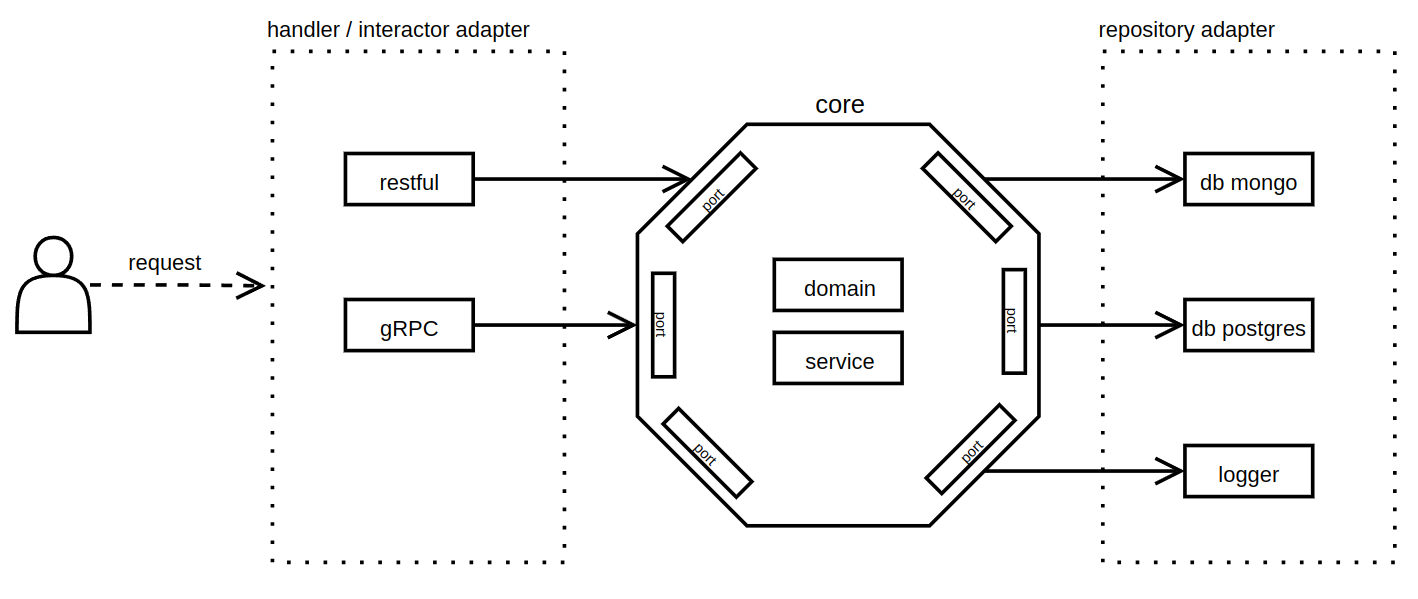 handler / interactor adapter
repository adapter
core
restful
port
port
db mongo
request
domain
gRPC
port
port
db postgres
service
port
port
logger